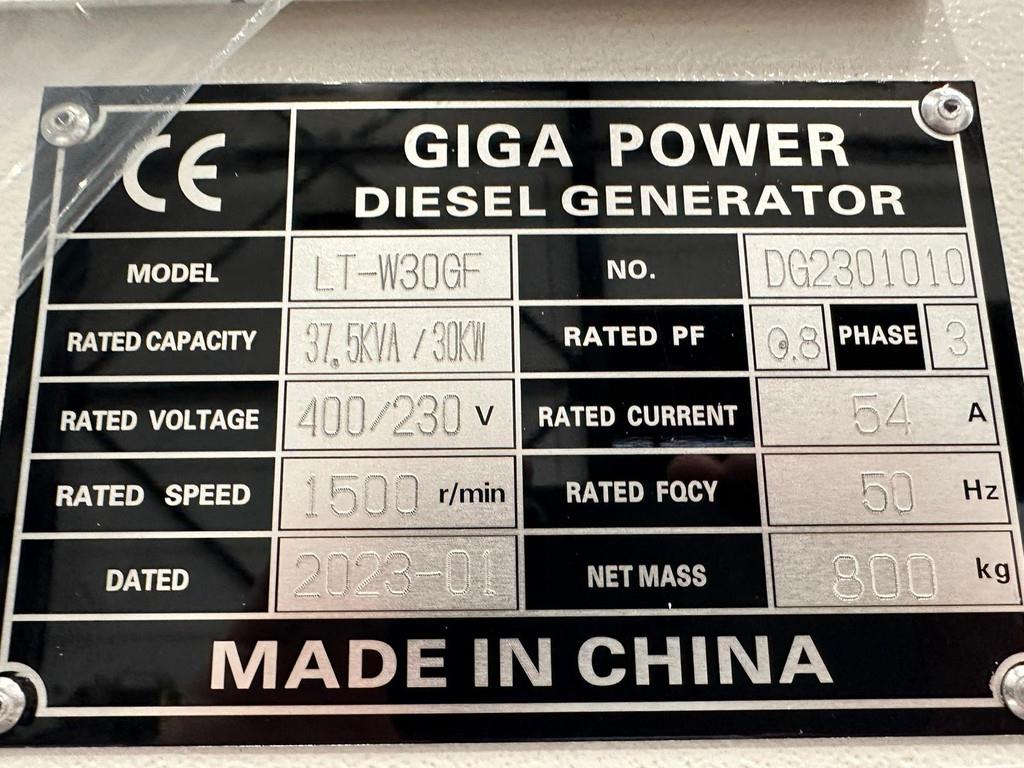 CE
GIGA POWER
DIESEL GENERATOR
MODEL LT-W30GF NO. DG2301010
RATED CAPACITY 37.5KVA/30KW RATED PF 0.8 PHASE 3
RATED VOLTAGE 400/230 V RATED CURRENT 54 A
RATED SPEED 1500 r/min RATED FQCY 50 Hz
DATED 2023-01 NET MASS 800 kg
MADE IN CHINA